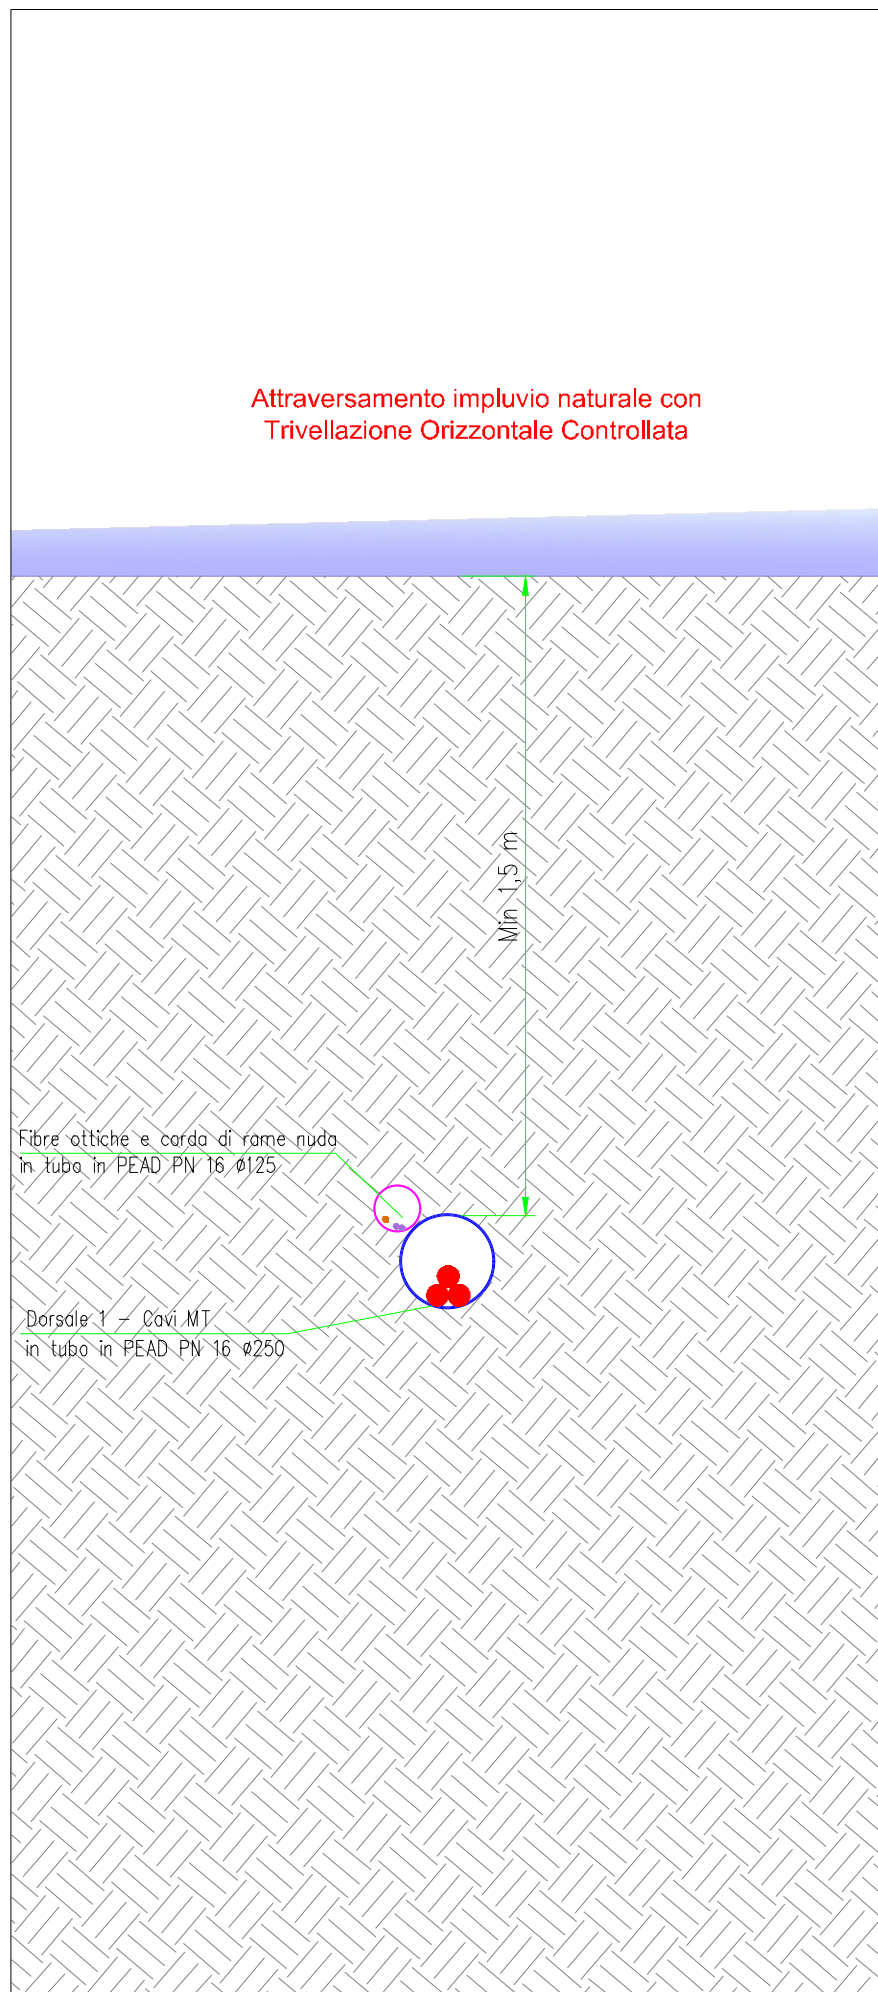 Attraversamento impluvio naturale con
Trivellazione Orizzontale Controllata
Min 1,5 m
Fibre ottiche e corda di rame nuda
in tubo in PEAD PN 16 ø125
Dorsale 1 - Cavi MT
in tubo in PEAD PN 16 ø250